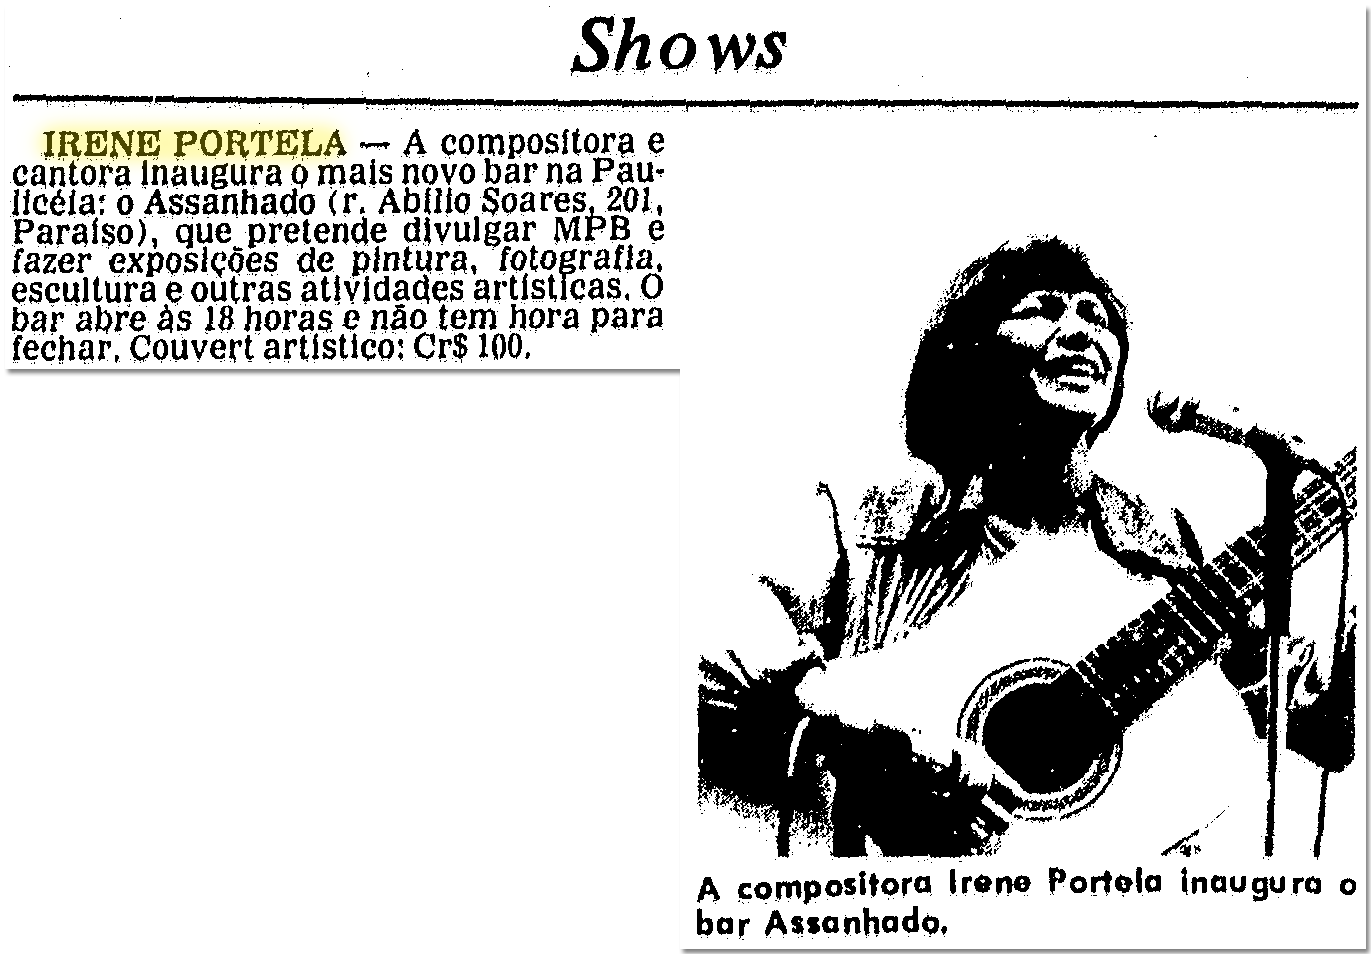 Shows
IRENE PORTELA — A compositora e
cantora inaugura o mais novo bar na Pau-
licéia: o Assanhado (r. Abílio Soares, 201,
Paraíso), que pretende divulgar MPB e
fazer exposições de pintura, fotografia,
escultura e outras atividades artísticas. O
bar abre às 18 horas e não tem hora para
fechar. Couvert artístico: Cr$ 100.
A compositora Irene Portela inaugura o
bar Assanhado.